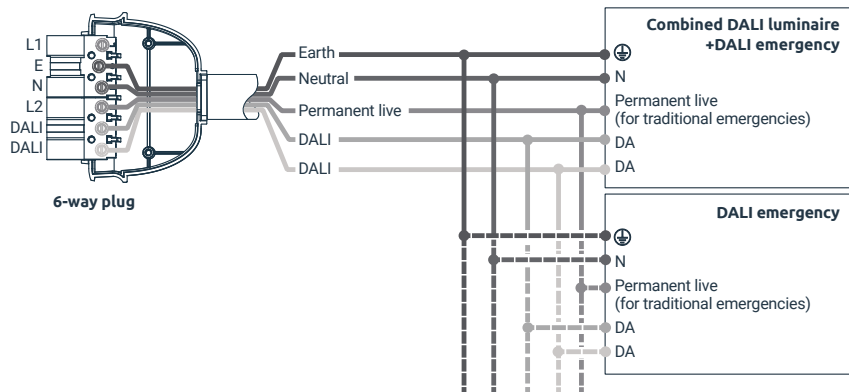 L1
E
N
L2
DALI
DALI
6-way plug
Earth
Neutral
Permanent live
DALI
DALI
Combined DALI luminaire
+DALI emergency
N
Permanent live
(for traditional emergencies)
DA
DA
DALI emergency
N
Permanent live
(for traditional emergencies)
DA
DA